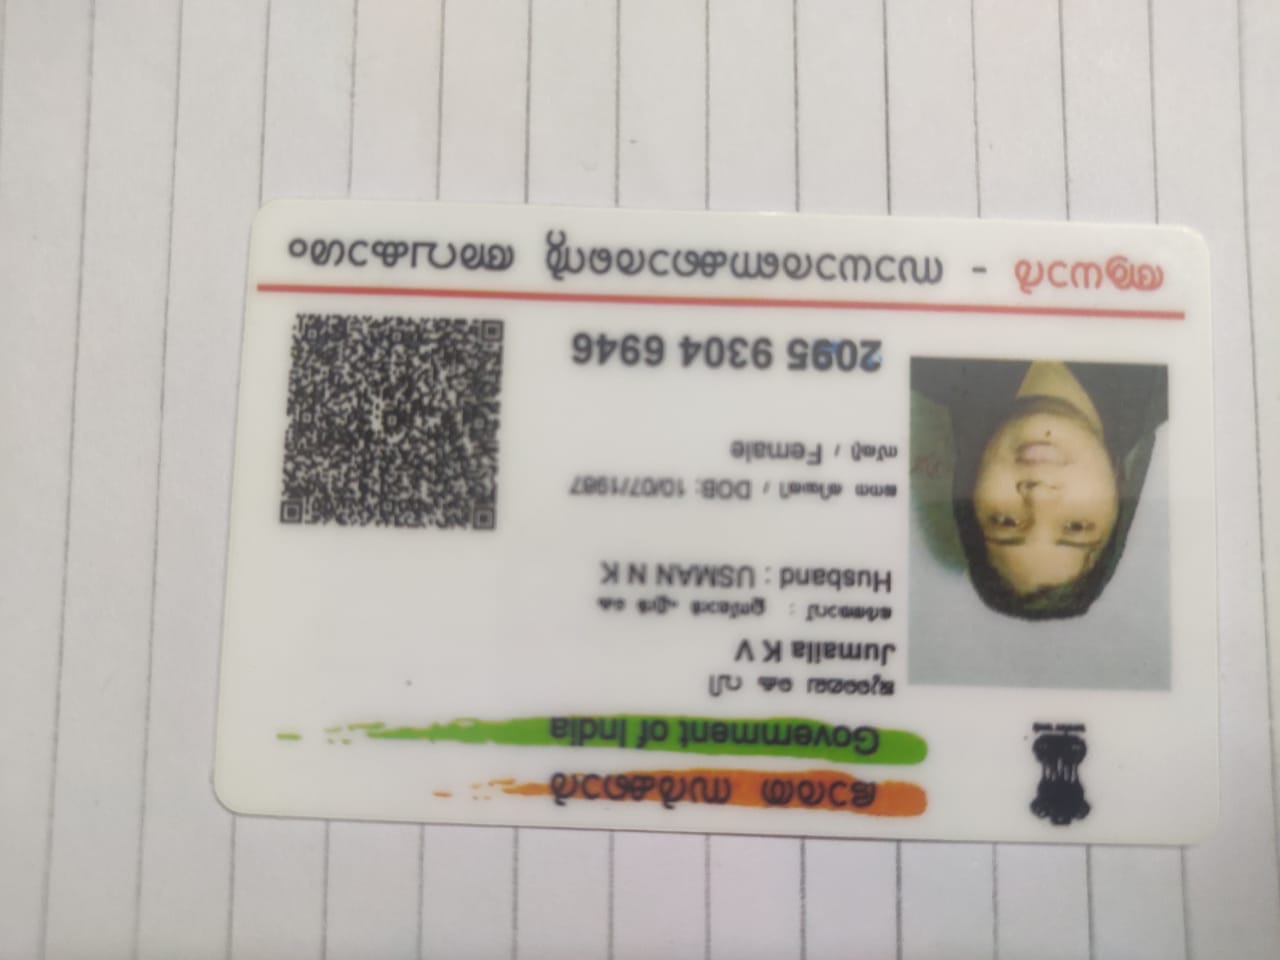 ഭാരത സർക്കാർ
Government of India
ജുമൈല കെ വി
Jumaila K V
ഭർത്താവ് : ഉസ്മാൻ എൻ കെ
Husband : USMAN N K
ജനന തീയതി / DOB: 10/07/1987
സ്ത്രീ / Female
2095 9304 6946
ആധാർ - സാധാരണക്കാരന്റെ അവകാശം